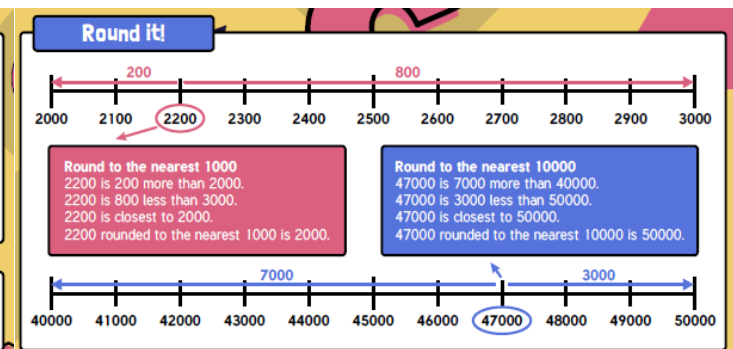 Round it!
200 800
2000 2100 2200 2300 2400 2500 2600 2700 2800 2900 3000
Round to the nearest 1000
2200 is 200 more than 2000.
2200 is 800 less than 3000.
2200 is closest to 2000.
2200 rounded to the nearest 1000 is 2000.
Round to the nearest 10000
47000 is 7000 more than 40000.
47000 is 3000 less than 50000.
47000 is closest to 50000.
47000 rounded to the nearest 10000 is 50000.
7000 3000
40000 41000 42000 43000 44000 45000 46000 47000 48000 49000 50000